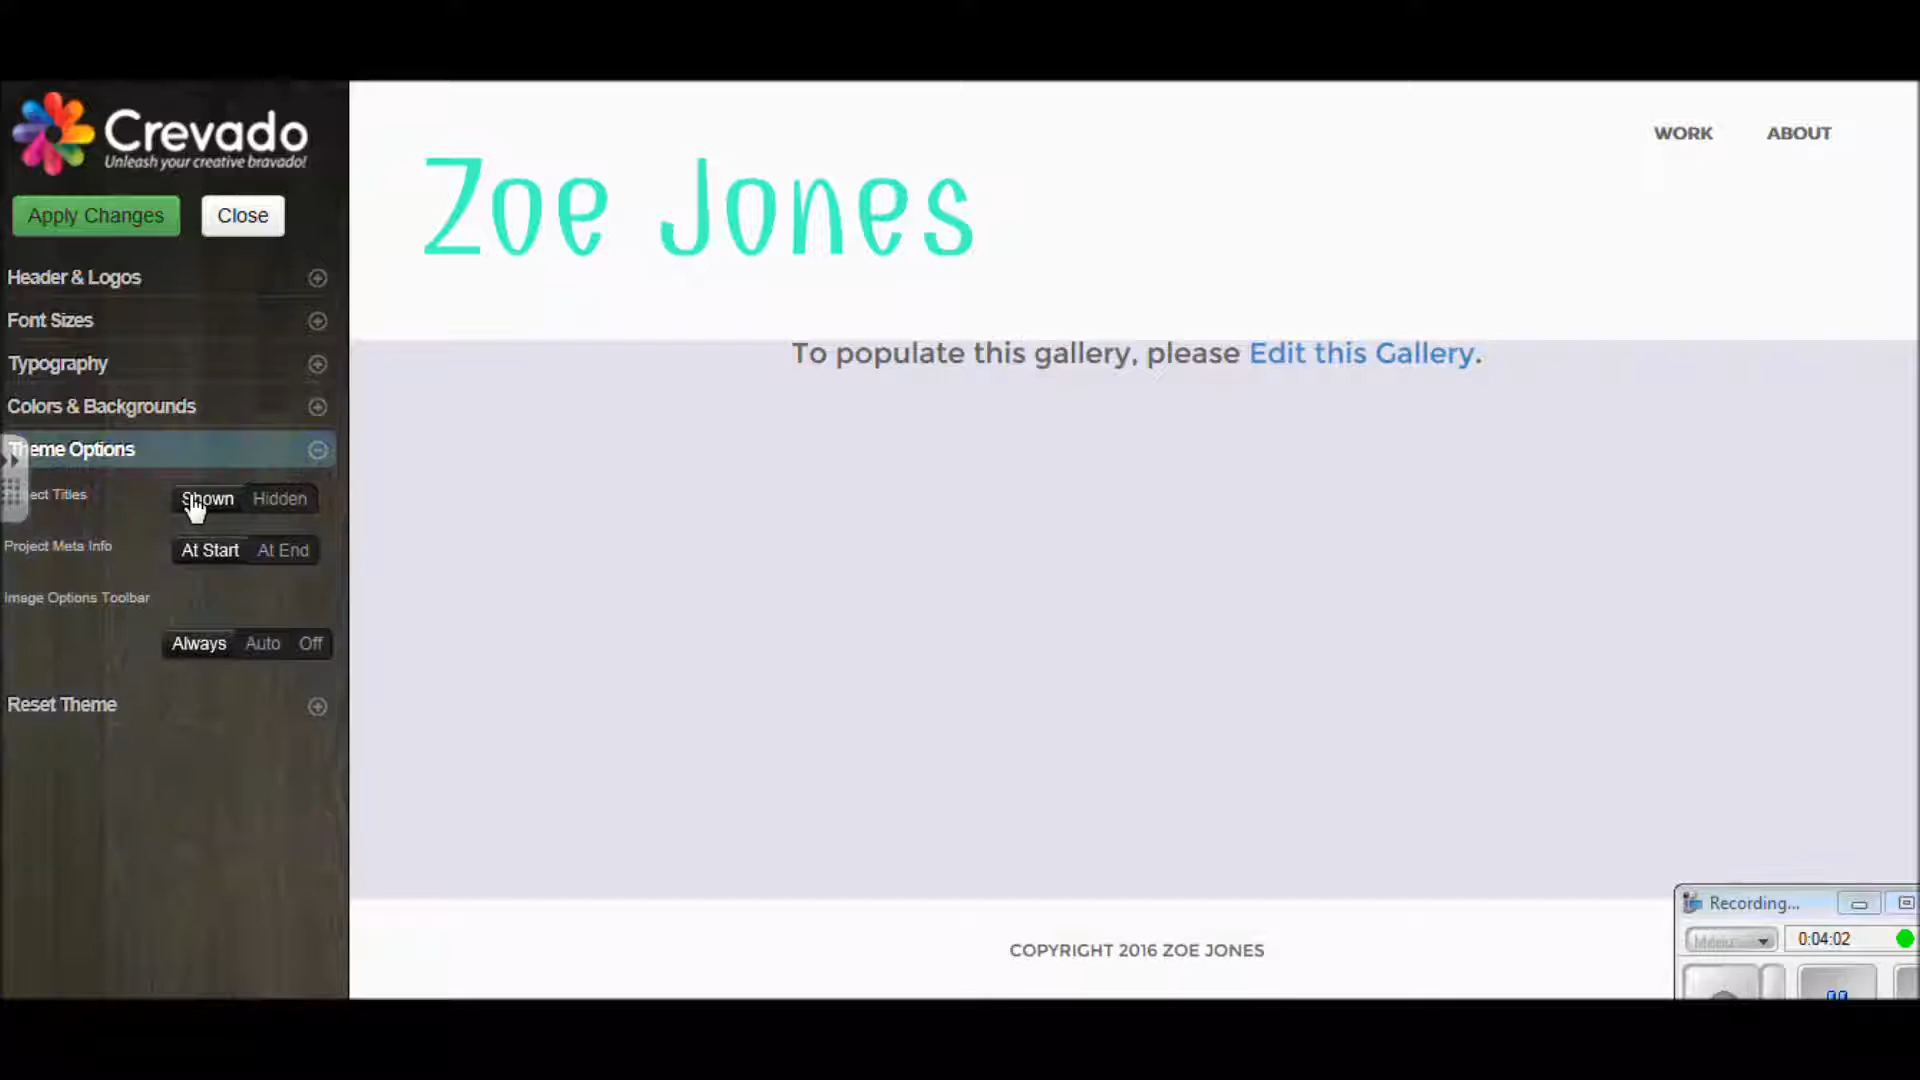 Crevado
Unleash your creative bravado!
Apply Changes
Close
Header & Logos
Font Sizes
Typography
Colors & Backgrounds
Theme Options
Titles
Shown Hidden
Project Meta Info
At Start At End
Image Options Toolbar
Always Auto Off
Reset Theme
WORK
ABOUT
Zoe Jones
To populate this gallery, please Edit this Gallery.
COPYRIGHT 2016 ZOE JONES
Recording...
Menu
0:04:02